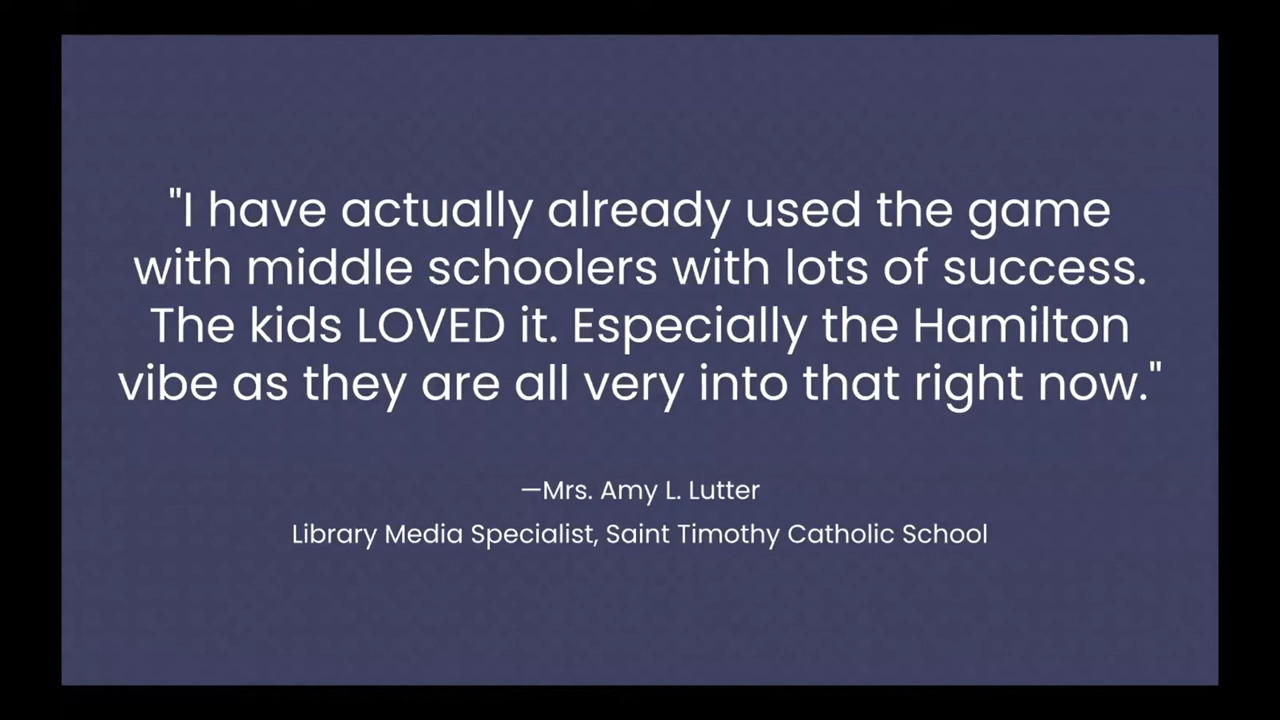 "I have actually already used the game
with middle schoolers with lots of success.
The kids LOVED it. Especially the Hamilton
vibe as they are all very into that right now."
—Mrs. Amy L. Lutter
Library Media Specialist, Saint Timothy Catholic School